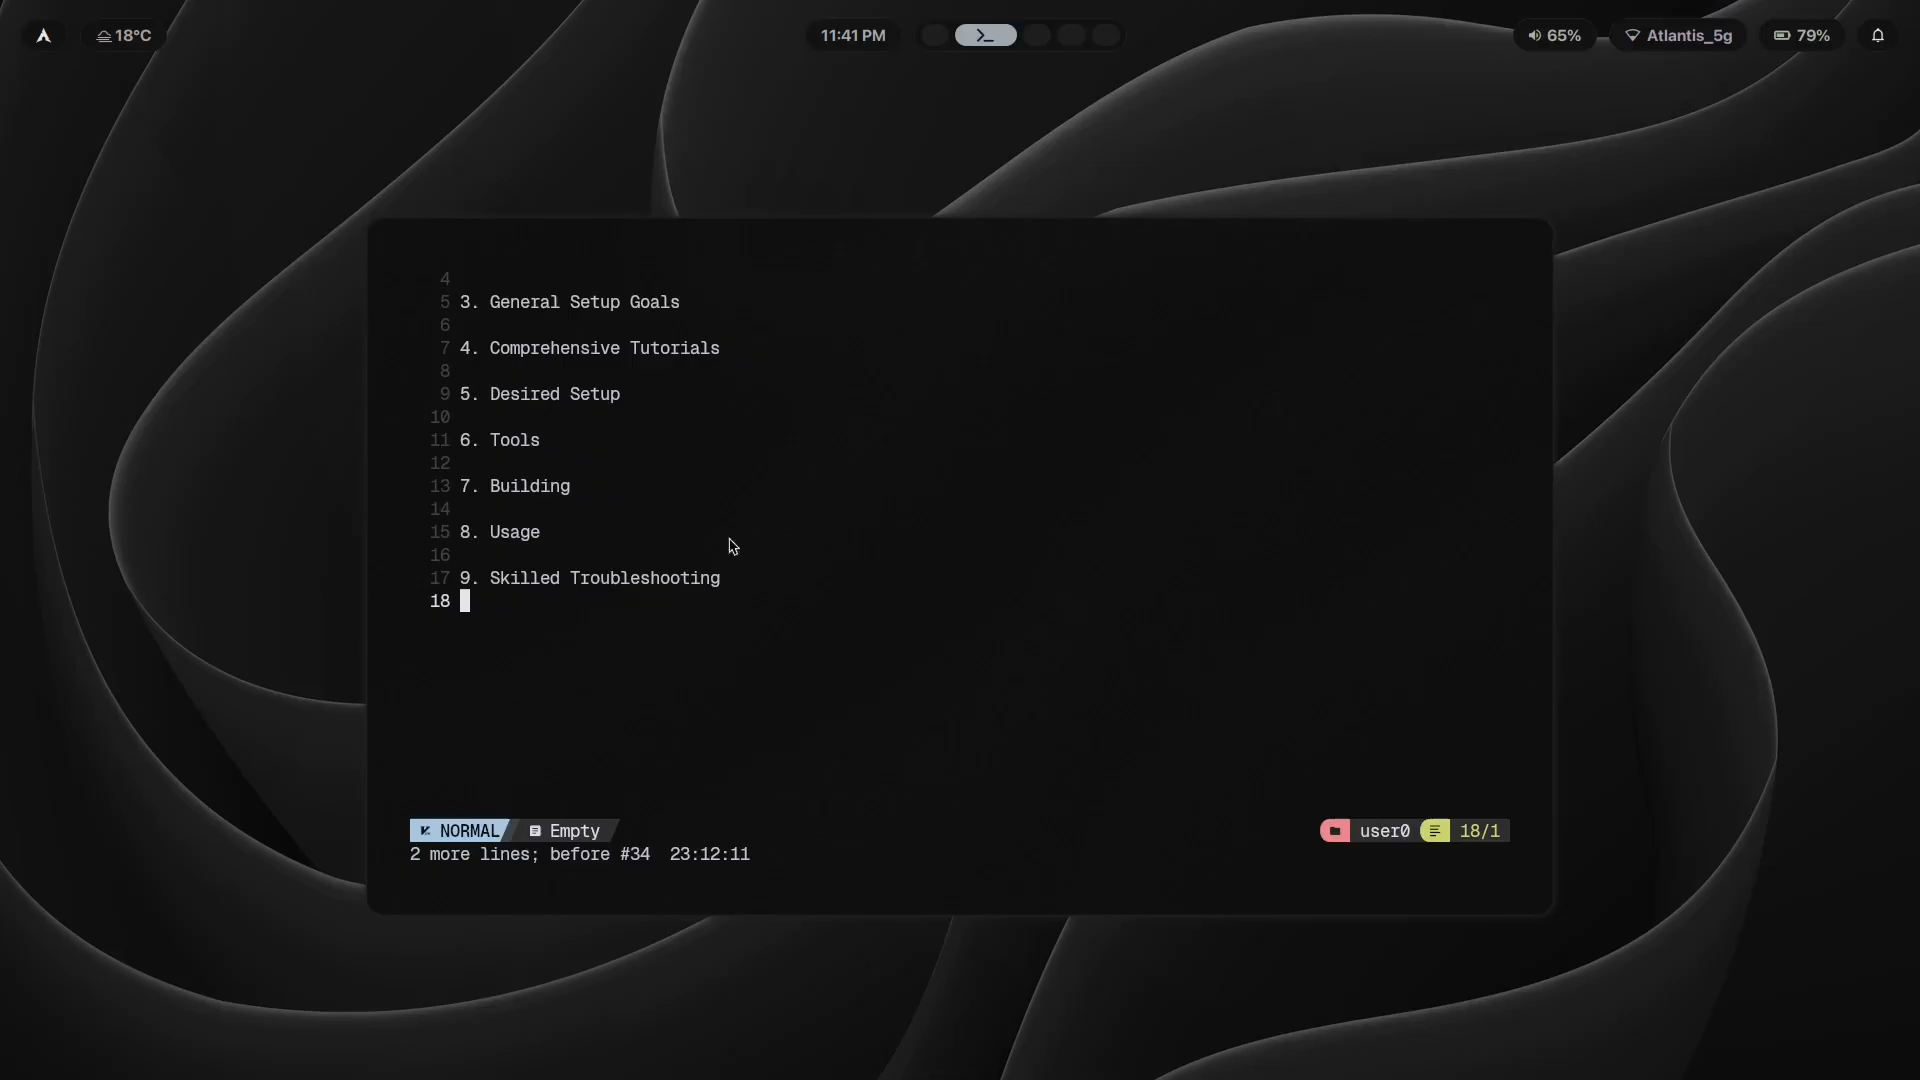 18°C
11:41 PM
65%
Atlantis_5g
79%
4
5 3. General Setup Goals
6
7 4. Comprehensive Tutorials
8
9 5. Desired Setup
10
11 6. Tools
12
13 7. Building
14
15 8. Usage
16
17 9. Skilled Troubleshooting
18
NORMAL Empty user0 18/1
2 more lines; before #34 23:12:11